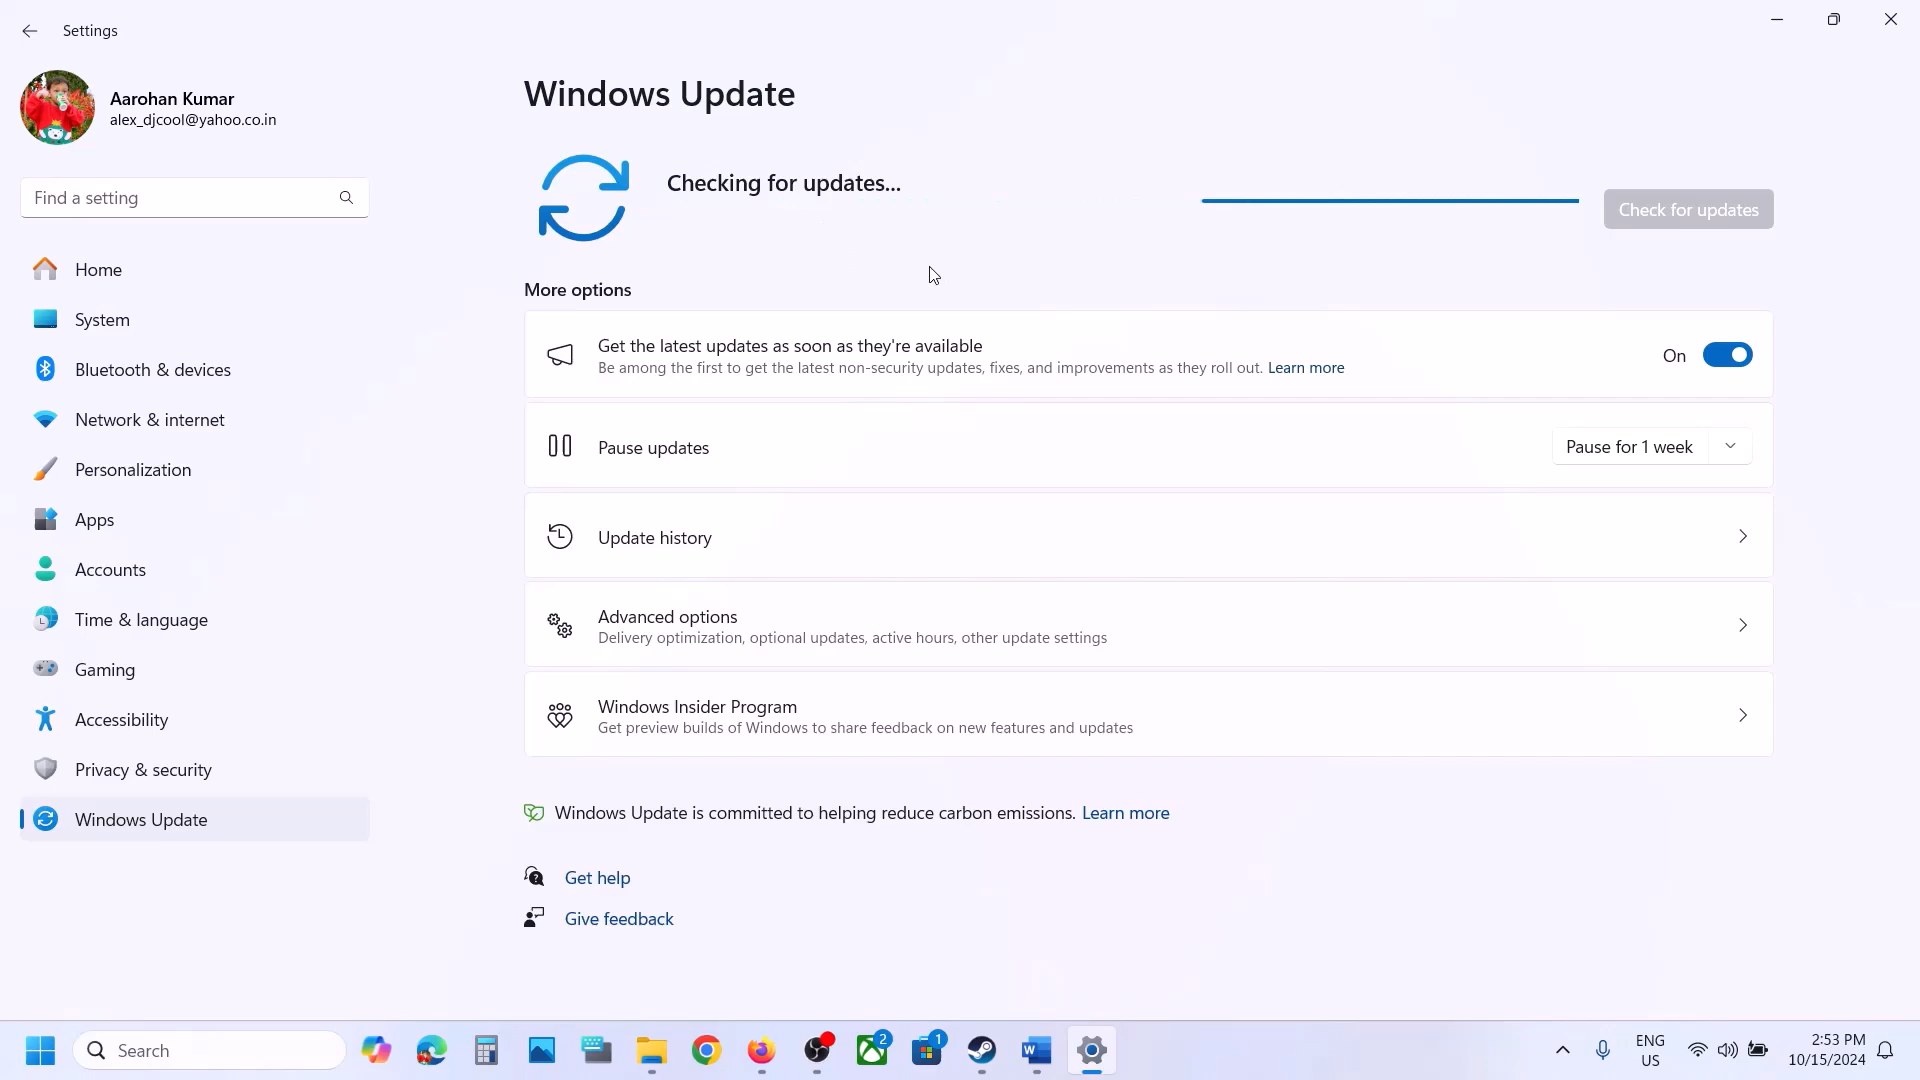 Settings
Aarohan Kumar
alex_djcool@yahoo.co.in
Find a setting
Home
System
Bluetooth & devices
Network & internet
Personalization
Apps
Accounts
Time & language
Gaming
Accessibility
Privacy & security
Windows Update
Windows Update
Checking for updates...
Check for updates
More options
Get the latest updates as soon as they're available
Be among the first to get the latest non-security updates, fixes, and improvements as they roll out. Learn more
On
Pause updates
Pause for 1 week
Update history
Advanced options
Delivery optimization, optional updates, active hours, other update settings
Windows Insider Program
Get preview builds of Windows to share feedback on new features and updates
Windows Update is committed to helping reduce carbon emissions. Learn more
Get help
Give feedback
Search
2
1
W
ENG
US
2:53 PM
10/15/2024